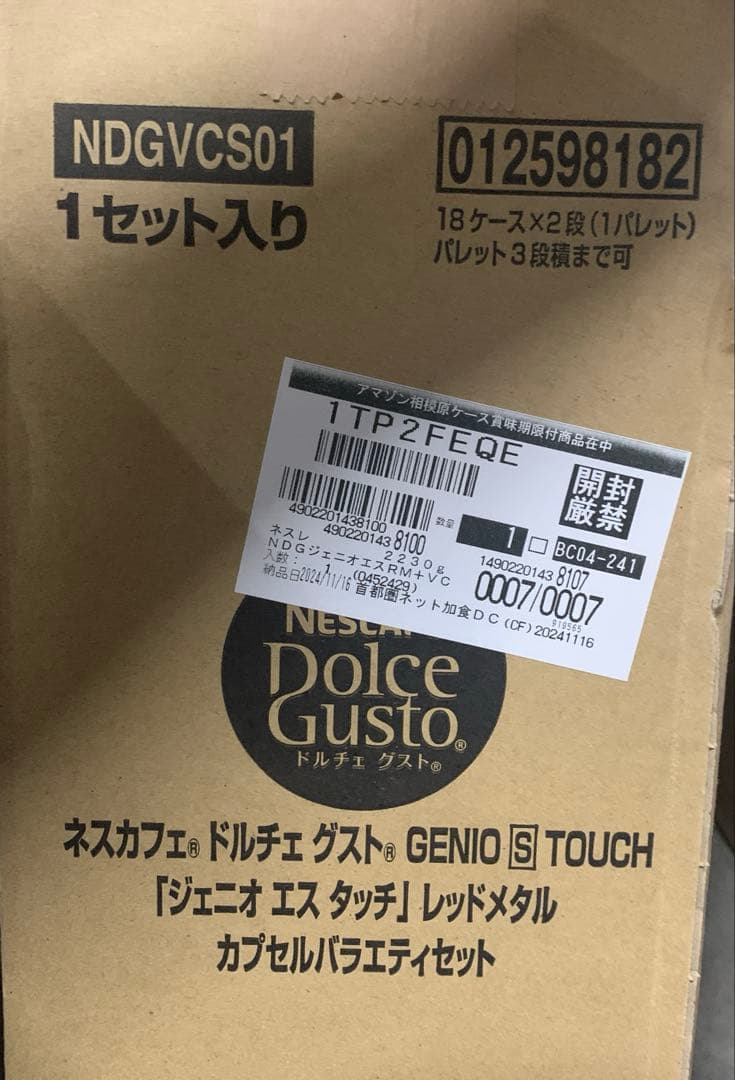 NDGVCS01
1セット入り
012598182
18ケース×2段(1パレット)
パレット3段積まで可
アマゾン相模原ケース賞味期限付商品在中
1TP2FEQE
開封
厳禁
4902201438100
490220143 8100
数量 1
BC04-241
ネスレ 2230g
NDGジェニオエスRM+VC
入数: 1 (0452429)
1490220143 8107
0007/0007
919565
納品日2024/11/16 首都圏ネット加食DC(CF)20241116
NESCAF
Dolce
Gusto®
ドルチェ グスト®
ネスカフェ® ドルチェ グスト® GENIO S TOUCH
「ジェニオ エス タッチ」レッドメタル
カプセルバラエティセット